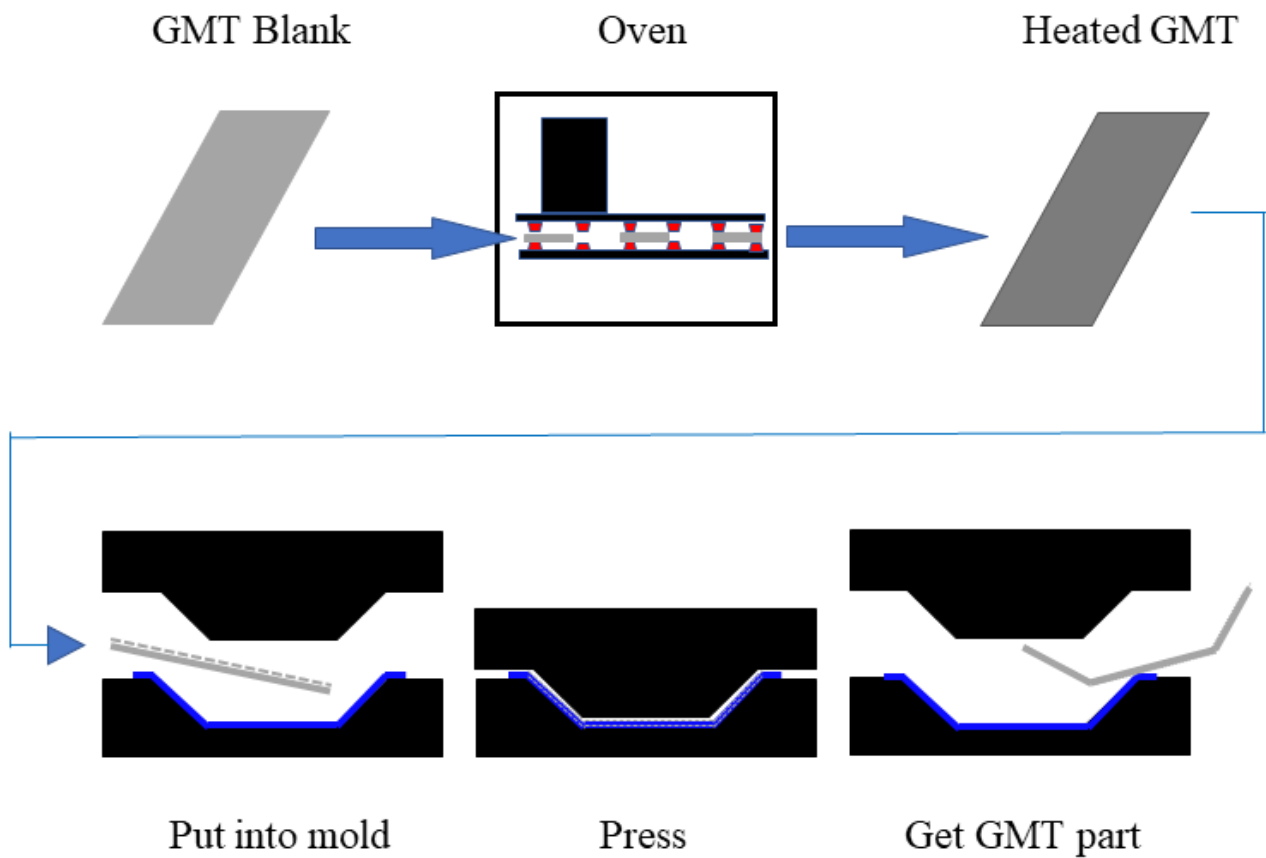 GMT Blank
Oven
Heated GMT
Put into mold
Press
Get GMT part